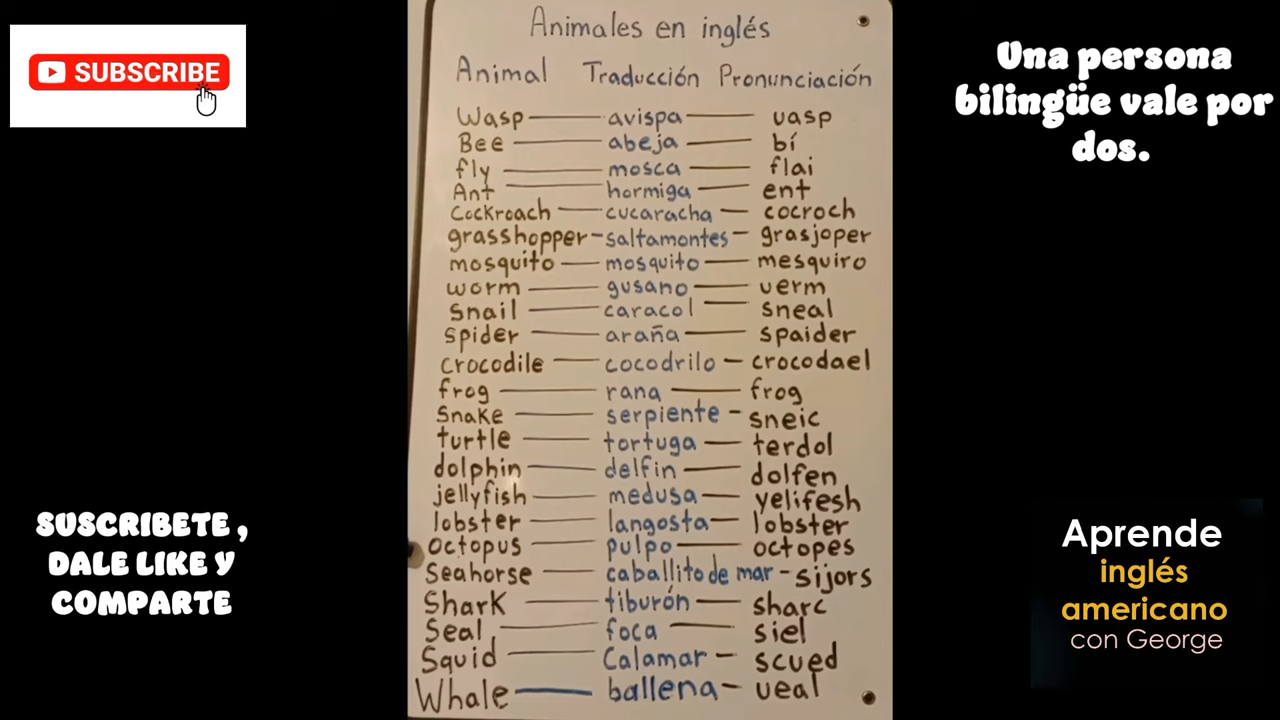 SUBSCRIBE
Una persona
bilingüe vale por
dos.
Animales en inglés
Animal Traducción Pronunciación
Wasp avispa uasp
Bee abeja bí
fly mosca flai
Ant hormiga ent
Cockroach cucaracha cocroch
grasshopper saltamontes grasjoper
mosquito mosquito mesquiro
worm gusano uerm
Snail caracol sneal
Spider araña spaider
crocodile cocodrilo crocodael
frog rana frog
Snake serpiente sneic
turtle tortuga terdol
dolphin delfin dolfen
jellyfish medusa yelifesh
lobster langosta lobster
Octopus pulpo octopes
Seahorse caballito de mar sijors
Shark tiburón sharc
Seal foca siel
Squid Calamar scued
Whale ballena ueal
SUSCRIBETE ,
DALE LIKE Y
COMPARTE
Aprende
inglés
americano
con George